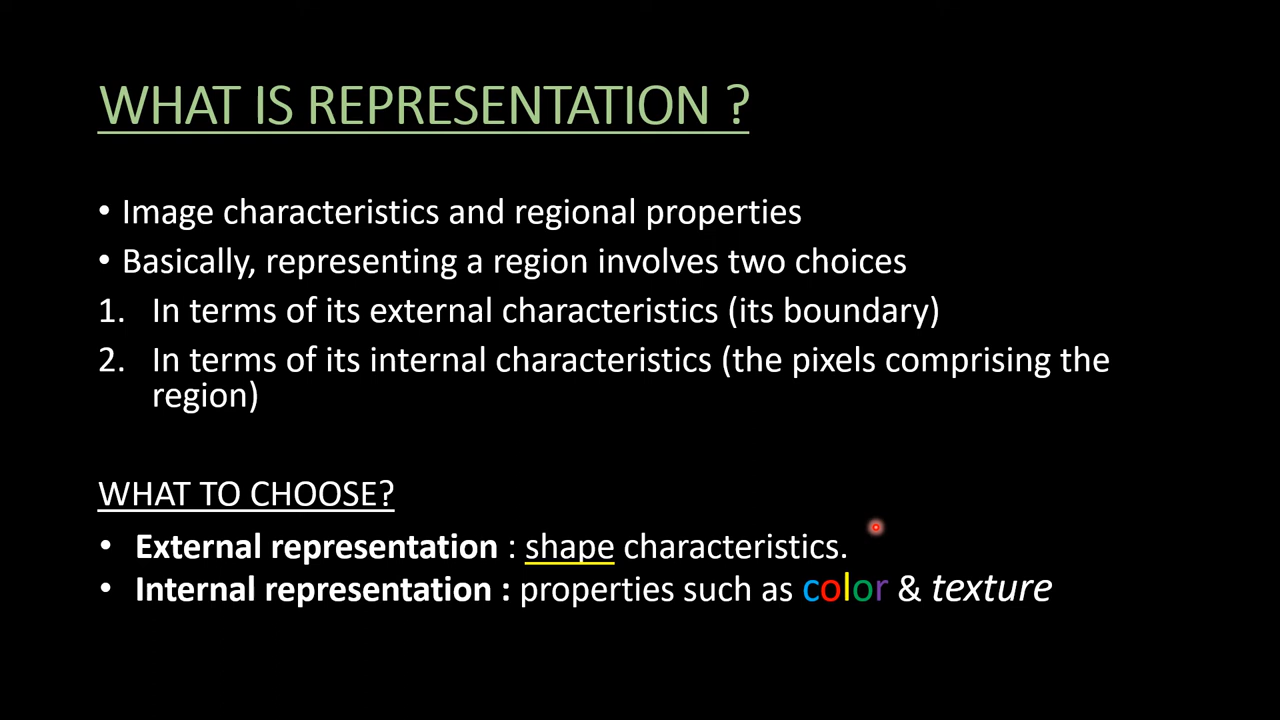 WHAT IS REPRESENTATION ?
• Image characteristics and regional properties
• Basically, representing a region involves two choices
1. In terms of its external characteristics (its boundary)
2. In terms of its internal characteristics (the pixels comprising the
region)
WHAT TO CHOOSE?
• External representation : shape characteristics.
• Internal representation : properties such as color & texture